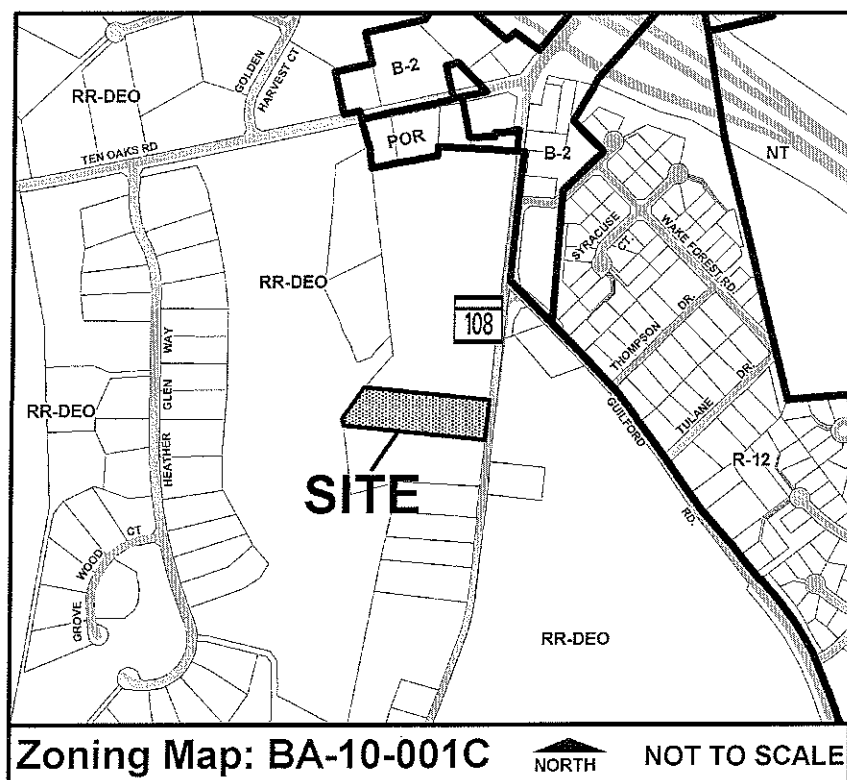 B-2
RR-DEO
GOLDEN
HARVEST CT
POR
TEN OAKS RD
B-2
NT
SYRACUSE
CT.
WAKE FOREST RD
RR-DEO
108
THOMPSON DR.
HEATHER GLEN WAY
RR-DEO
GUILFORD RD.
TULANE DR.
R-12
SITE
GROVE WOOD CT
RR-DEO
Zoning Map: BA-10-001C
NORTH
NOT TO SCALE